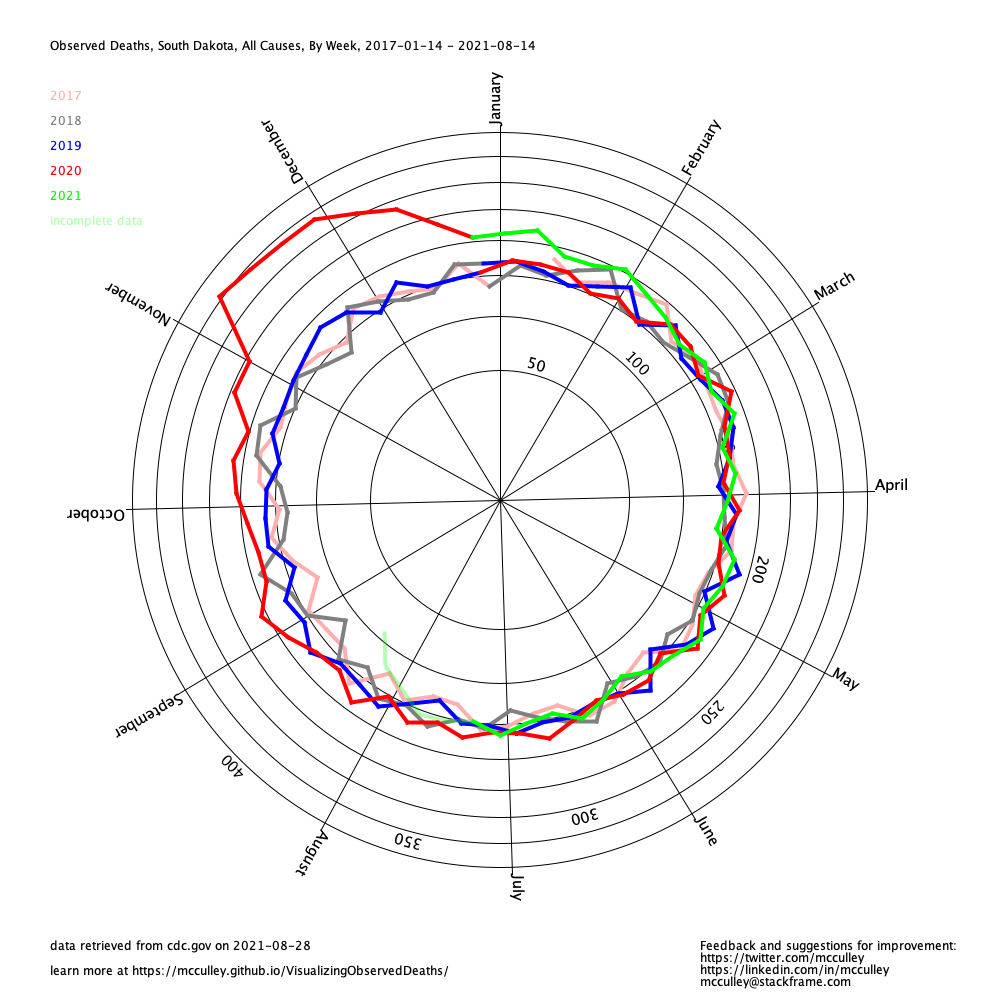 Observed Deaths, South Dakota, All Causes, By Week, 2017-01-14 - 2021-08-14
2017
2018
2019
2020
2021
incomplete data
January
February
March
April
May
June
July
August
September
October
November
December
50
100
200
250
300
350
400
data retrieved from cdc.gov on 2021-08-28
learn more at https://mcculley.github.io/VisualizingObservedDeaths/
Feedback and suggestions for improvement:
https://twitter.com/mcculley
https://linkedin.com/in/mcculley
mcculley@stackframe.com